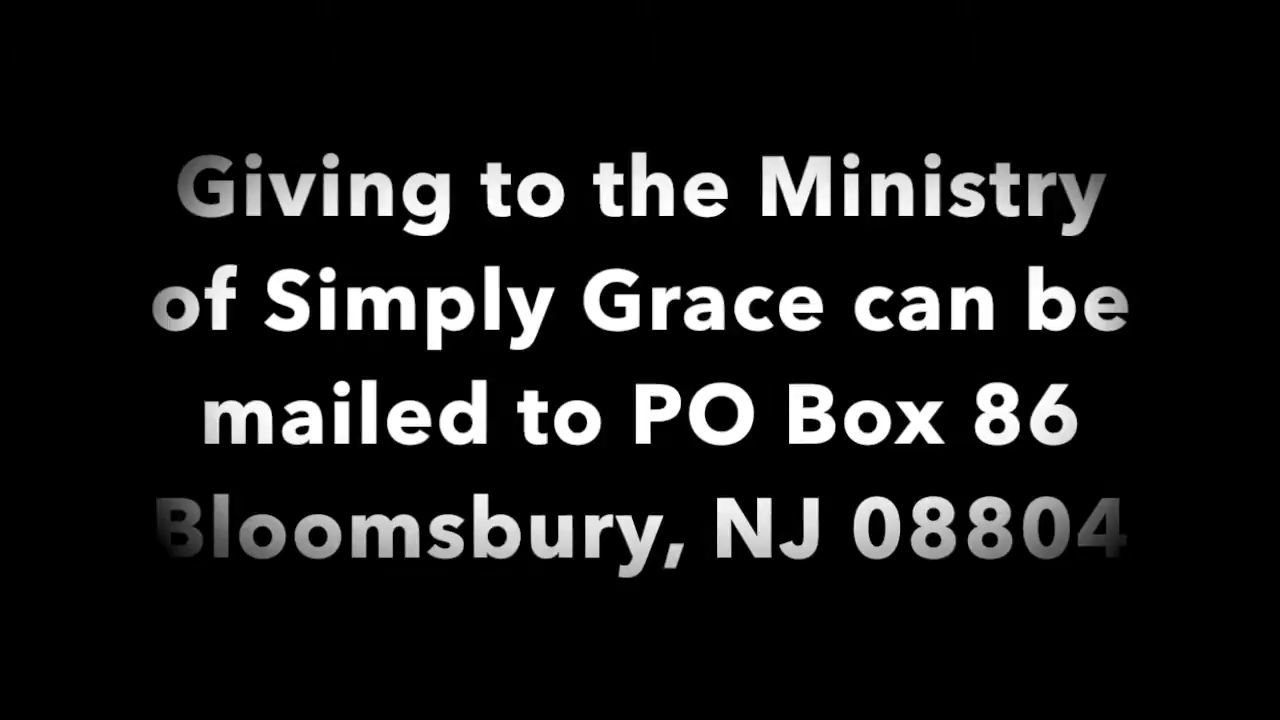 Giving to the Ministry
of Simply Grace can be
mailed to PO Box 86
Bloomsbury, NJ 08804